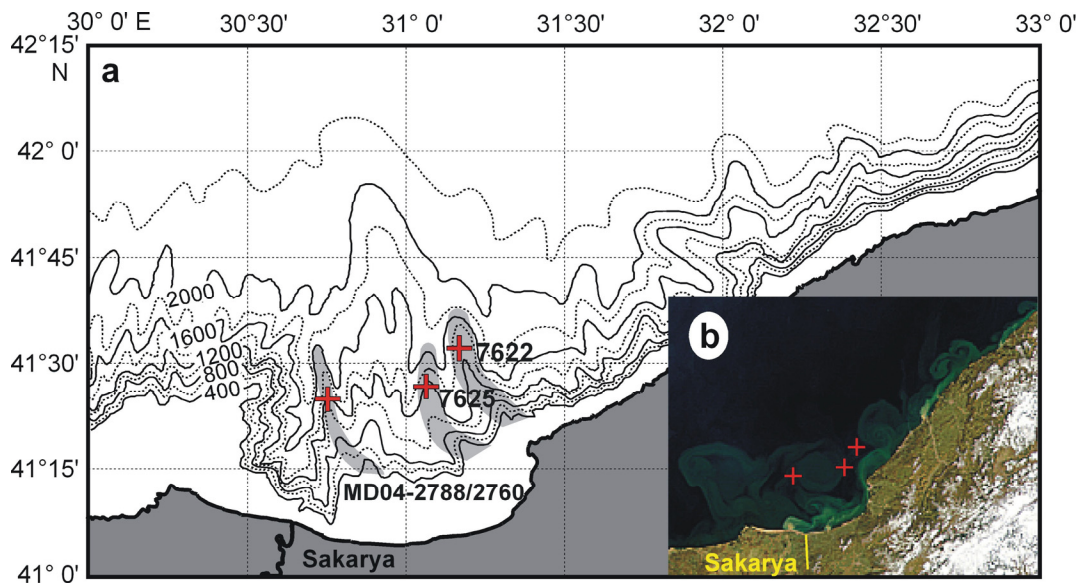 30° 0' E 30°30' 31° 0' 31°30' 32° 0' 32°30' 33° 0'
42°15'
N
a
42° 0'
41°45'
2000
1600
1200
800
400
41°30'
7622
7625
b
41°15'
MD04-2788/2760
Sakarya
Sakarya
41° 0'